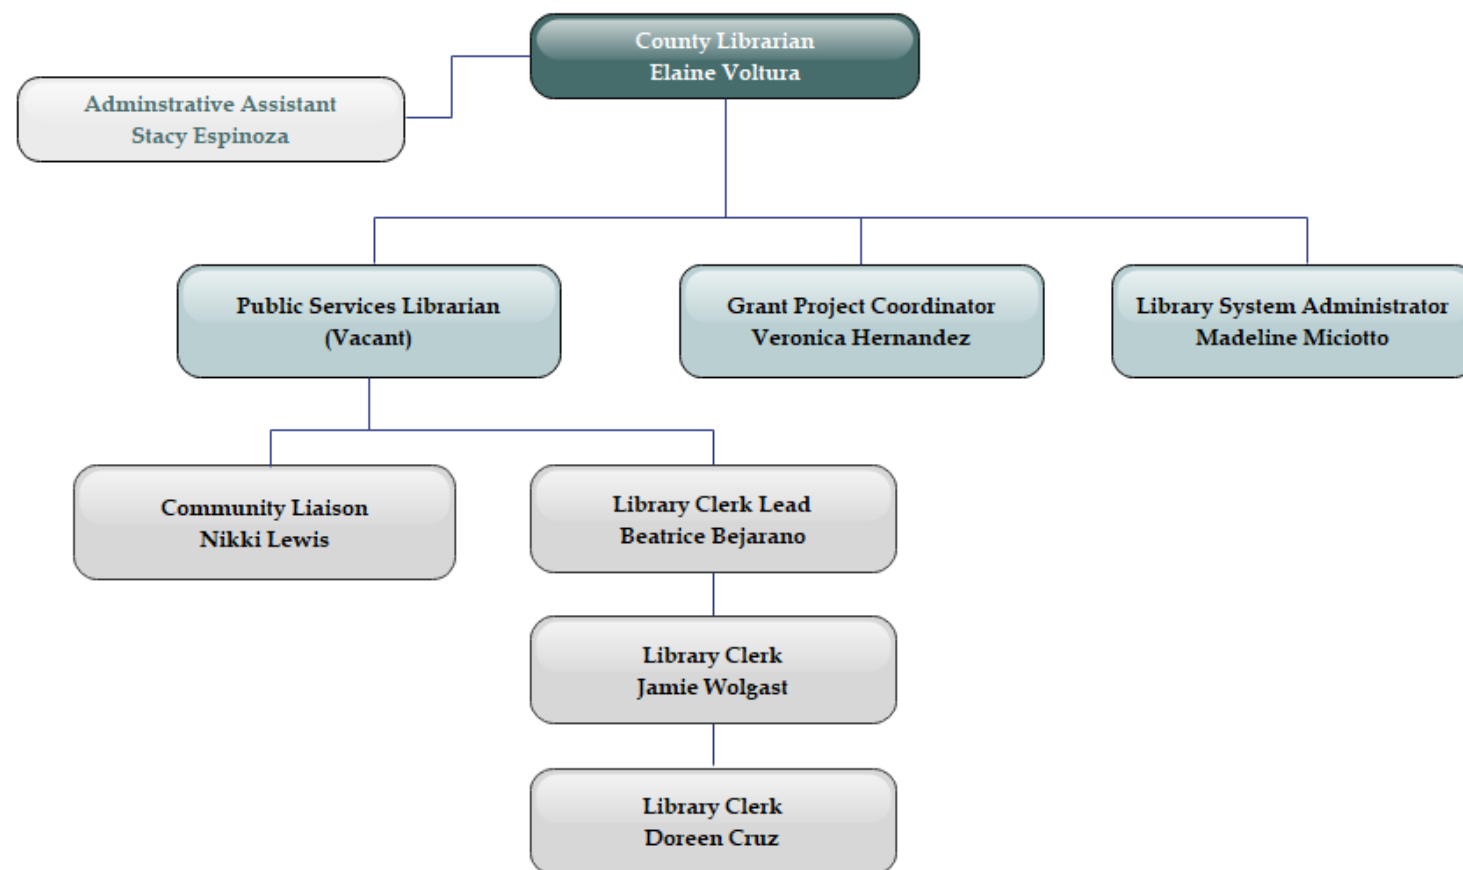 County Librarian
Elaine Voltura
Adminstrative Assistant
Stacy Espinoza
Public Services Librarian
(Vacant)
Grant Project Coordinator
Veronica Hernandez
Library System Administrator
Madeline Miciotto
Community Liaison
Nikki Lewis
Library Clerk Lead
Beatrice Bejarano
Library Clerk
Jamie Wolgast
Library Clerk
Doreen Cruz